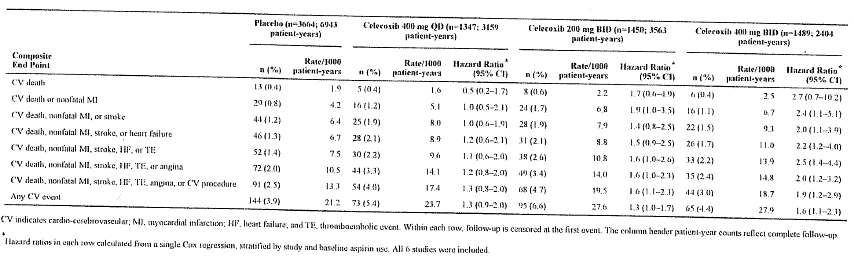 Placebo (n=3664; 6943 patient-years) Celecoxib 400 mg QD (n=1347; 3159 patient-years) Celecoxib 200 mg BID (n=1450; 3563 patient-years) Celecoxib 400 mg BID (n=1489; 2404 patient-years)
Composite End Point n (%) Rate/1000 patient-years n (%) Rate/1000 patient-years Hazard Ratio* (95% CI) n (%) Rate/1000 patient-years Hazard Ratio* (95% CI) n (%) Rate/1000 patient-years Hazard Ratio* (95% CI)
CV death 13 (0.4) 1.9 5 (0.4) 1.6 0.5 (0.2–1.7) 8 (0.6) 2.2 1.7 (0.6–4.9) 6 (0.4) 2.5 2.7 (0.7–10.2)
CV death or nonfatal MI 29 (0.8) 4.2 16 (1.2) 5.1 1.0 (0.5–2.1) 24 (1.7) 6.8 1.9 (1.0–3.5) 16 (1.1) 6.7 2.4 (1.1–5.1)
CV death, nonfatal MI, or stroke 44 (1.2) 6.4 25 (1.9) 8.0 1.0 (0.6–1.9) 28 (1.9) 7.9 1.4 (0.8–2.5) 22 (1.5) 9.3 2.0 (1.1–3.9)
CV death, nonfatal MI, stroke, or heart failure 46 (1.3) 6.7 28 (2.1) 8.9 1.2 (0.6–2.1) 31 (2.1) 8.8 1.5 (0.9–2.5) 26 (1.7) 11.0 2.2 (1.2–4.0)
CV death, nonfatal MI, stroke, HF, or TE 52 (1.4) 7.5 30 (2.2) 9.6 1.1 (0.6–2.0) 38 (2.6) 10.8 1.6 (1.0–2.6) 33 (2.2) 13.9 2.5 (1.4–4.4)
CV death, nonfatal MI, stroke, HF, TE, or angina 72 (2.0) 10.5 44 (3.3) 14.1 1.2 (0.8–2.0) 49 (3.4) 14.0 1.6 (1.0–2.3) 35 (2.4) 14.8 2.0 (1.2–3.2)
CV death, nonfatal MI, stroke, HF, TE, angina, or CV procedure 91 (2.5) 13.3 54 (4.0) 17.4 1.3 (0.8–2.0) 68 (4.7) 19.5 1.6 (1.1–2.3) 44 (3.0) 18.7 1.9 (1.2–2.9)
Any CV event 144 (3.9) 21.2 73 (5.4) 23.7 1.3 (0.9–2.0) 95 (6.6) 27.6 1.3 (1.0–1.7) 65 (4.4) 27.9 1.6 (1.1–2.3)
CV indicates cardio-cerebrovascular; MI, myocardial infarction; HF, heart failure; and TE, thromboembolic event. Within each row, follow-up is censored at the first event. The column header patient-year counts reflect complete follow-up.
*Hazard ratios in each row calculated from a single Cox regression, stratified by study and baseline aspirin use. All 6 studies were included.